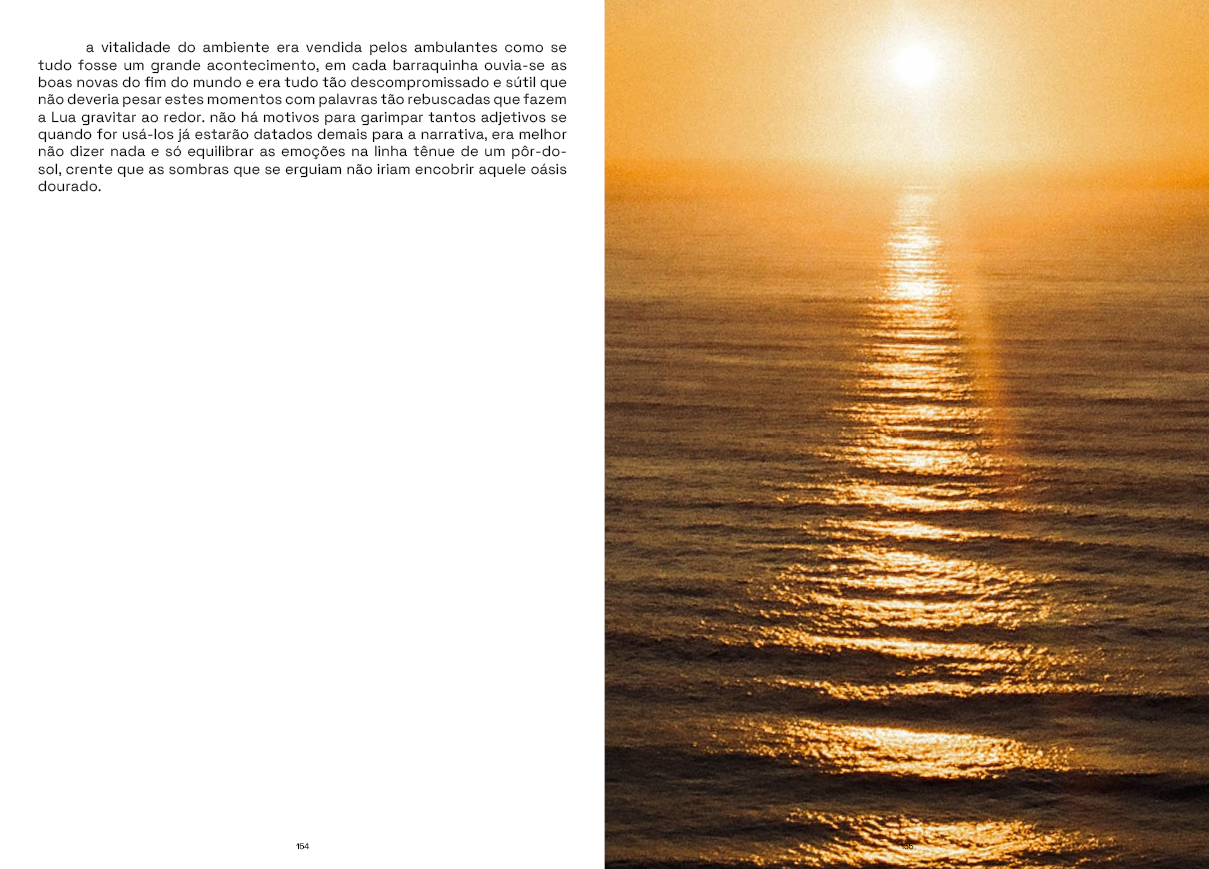 a vitalidade do ambiente era vendida pelos ambulantes como se
tudo fosse um grande acontecimento, em cada barraquinha ouvia-se as
boas novas do fim do mundo e era tudo tão descompromissado e sútil que
não deveria pesar estes momentos com palavras tão rebuscadas que fazem
a Lua gravitar ao redor. não há motivos para garimpar tantos adjetivos se
quando for usá-los já estarão datados demais para a narrativa, era melhor
não dizer nada e só equilibrar as emoções na linha tênue de um pôr-do-
sol, crente que as sombras que se erguiam não iriam encobrir aquele oásis
dourado.
154